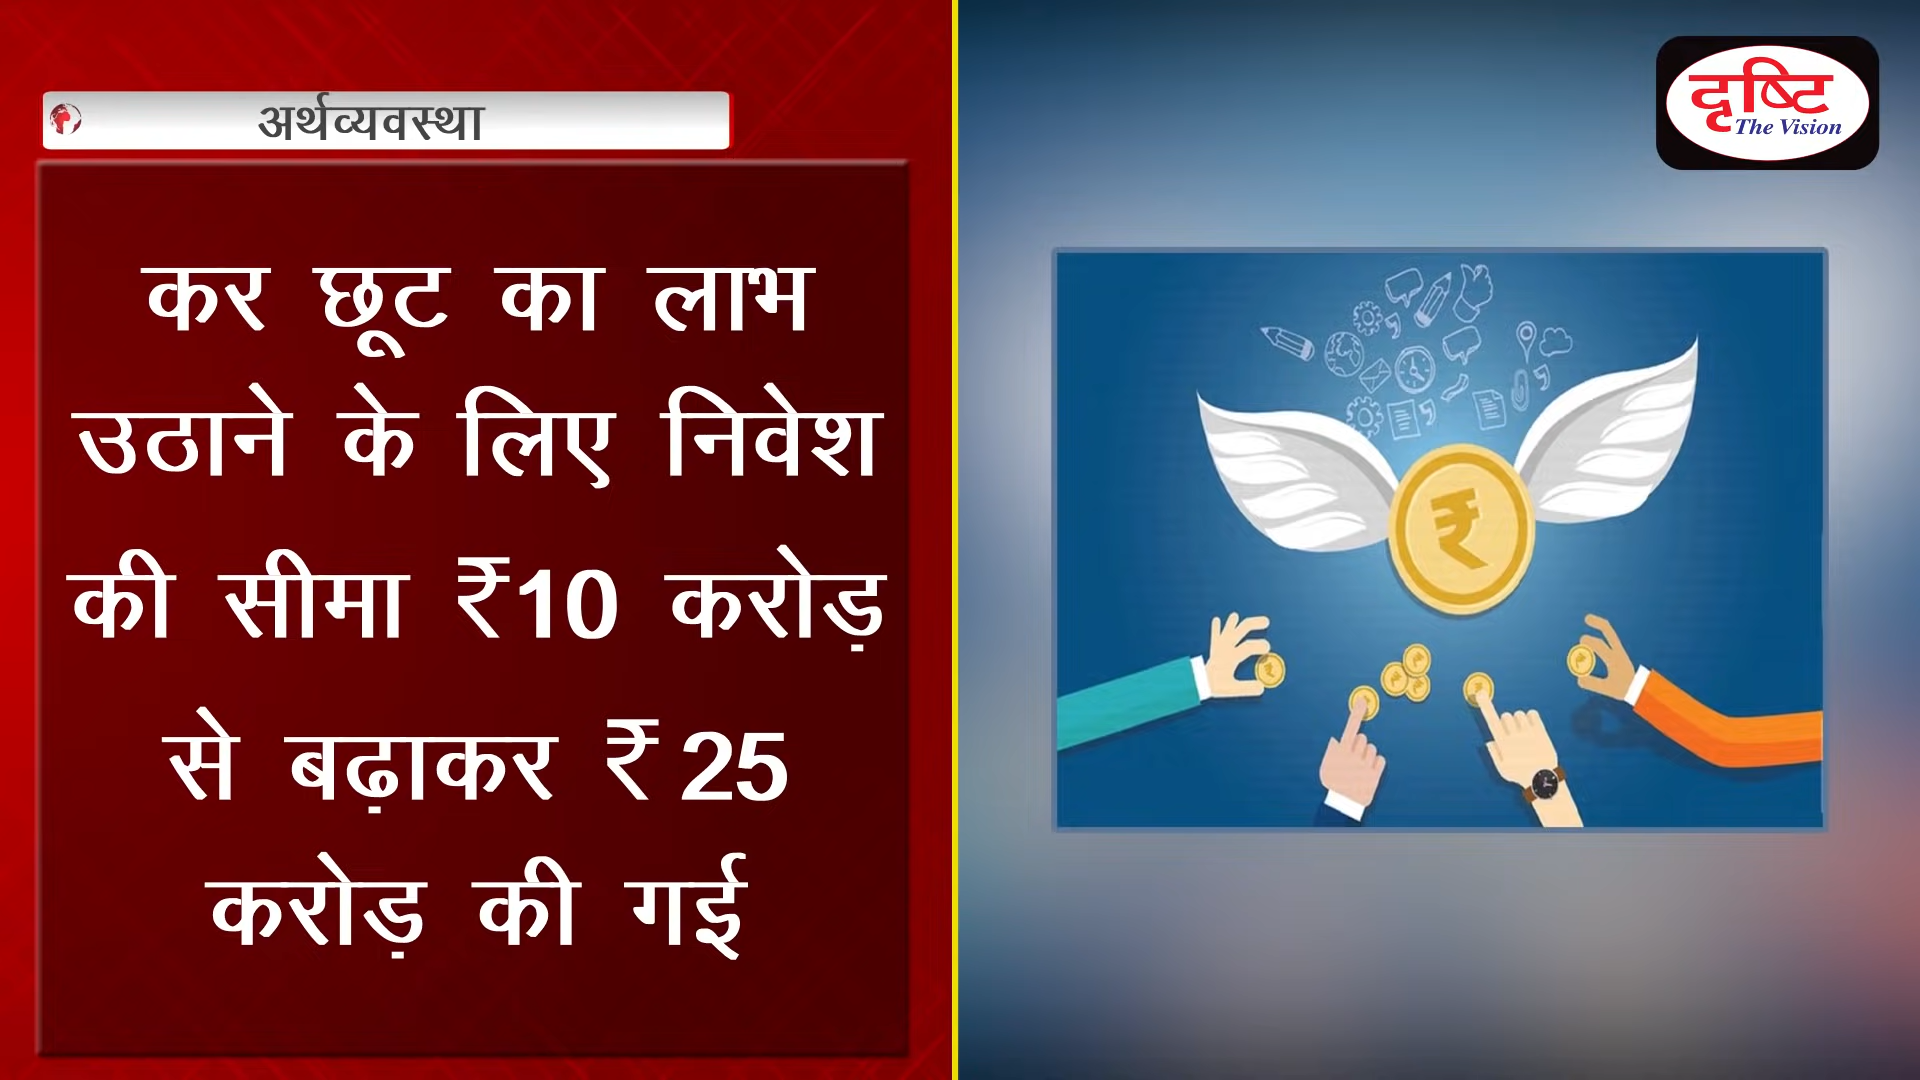 अर्थव्यवस्था
कर छूट का लाभ
उठाने के लिए निवेश
की सीमा ₹10 करोड़
से बढ़ाकर ₹ 25
करोड़ की गई
दृष्टि
The Vision